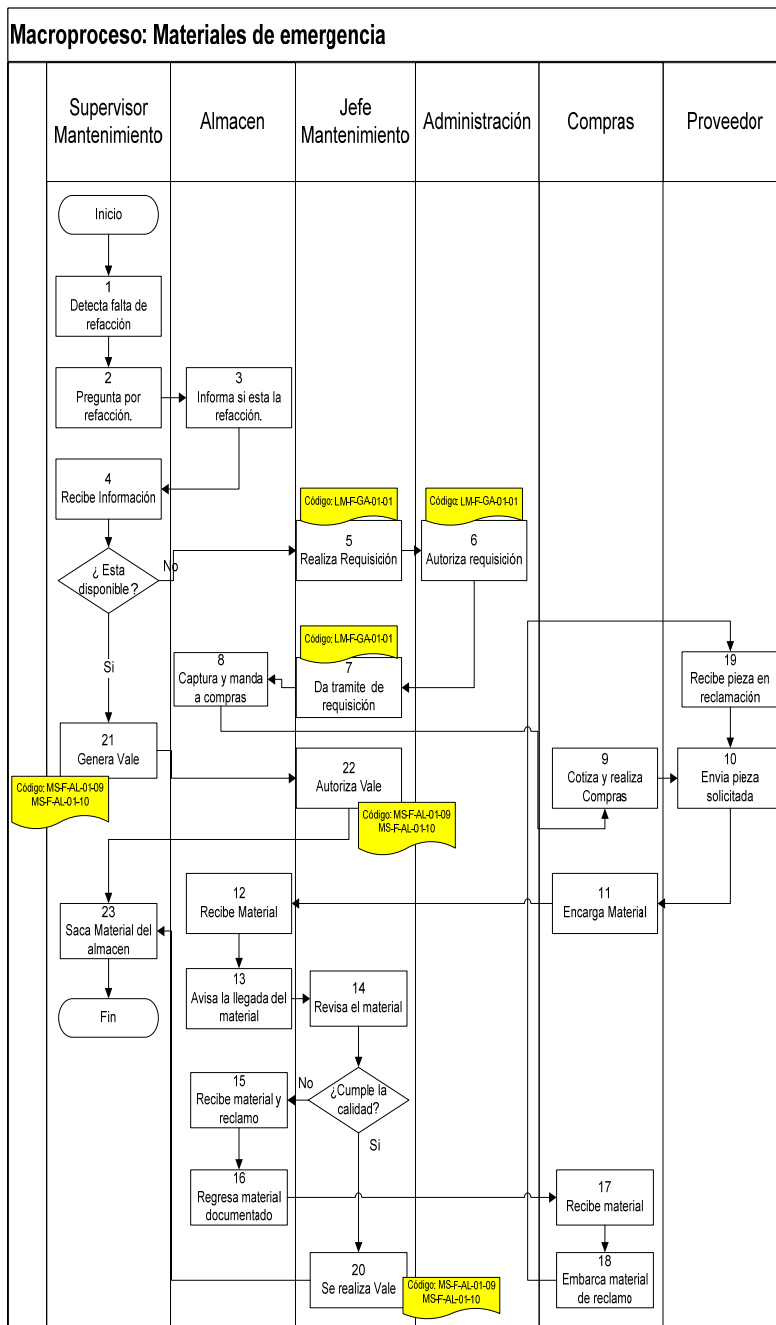 Macroproceso: Materiales de emergencia
Supervisor
Mantenimiento
Almacen
Jefe
Mantenimiento
Administración
Compras
Proveedor
Inicio
1
Detecta falta de
refacción
2
Pregunta por
refacción.
3
Informa si esta la
refacción.
4
Recibe Información
¿ Esta
disponible ?
No
Si
Código: LM-F-GA-01-01
5
Realiza Requisición
Código: LM-F-GA-01-01
6
Autoriza requisición
Código: LM-F-GA-01-01
7
Da tramite de
requisición
8
Captura y manda
a compras
19
Recibe pieza en
reclamación
21
Genera Vale
Código: MS-F-AL-01-09
MS-F-AL-01-10
22
Autoriza Vale
Código: MS-F-AL-01-09
MS-F-AL-01-10
9
Cotiza y realiza
Compras
10
Envia pieza
solicitada
23
Saca Material del
almacen
Fin
12
Recibe Material
11
Encarga Material
13
Avisa la llegada del
material
14
Revisa el material
¿Cumple la
calidad?
No
Si
15
Recibe material y
reclamo
16
Regresa material
documentado
17
Recibe material
18
Embarca material
de reclamo
20
Se realiza Vale
Código: MS-F-AL-01-09
MS-F-AL-01-10